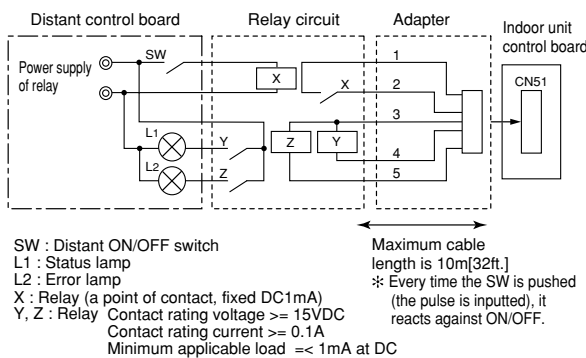 Distant control board
Relay circuit
Adapter
Indoor unit
control board
Power supply
of relay
SW
X
X
1
2
3
4
5
CN51
L1
L2
Y
Z
Z
Y
SW : Distant ON/OFF switch
L1 : Status lamp
L2 : Error lamp
X : Relay (a point of contact, fixed DC1mA)
Y, Z : Relay Contact rating voltage >= 15VDC
Contact rating current >= 0.1A
Minimum applicable load =< 1mA at DC
Maximum cable
length is 10m[32ft.]
✻ Every time the SW is pushed
(the pulse is inputted), it
reacts against ON/OFF.